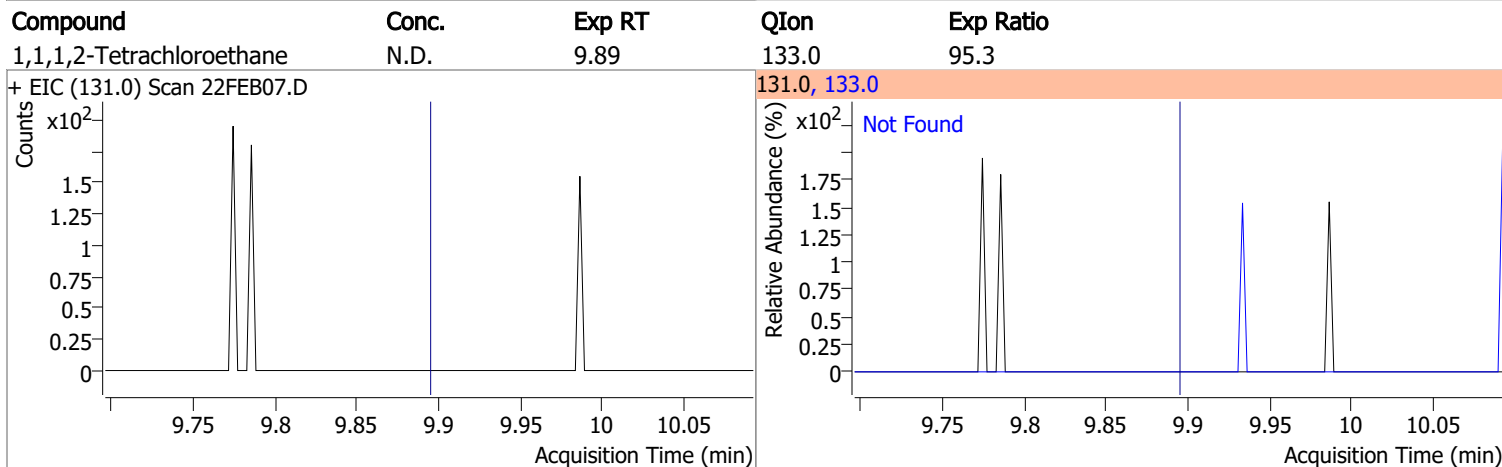 Compound Conc. Exp RT QIon Exp Ratio
1,1,1,2-Tetrachloroethane N.D. 9.89 133.0 95.3
+ EIC (131.0) Scan 22FEB07.D
Counts
x10²
1.5
1.25
1
0.75
0.5
0.25
0
9.75 9.8 9.85 9.9 9.95 10 10.05
Acquisition Time (min)
131.0, 133.0
Relative Abundance (%)
x10²
Not Found
1.75
1.5
1.25
1
0.75
0.5
0.25
0
9.75 9.8 9.85 9.9 9.95 10 10.05
Acquisition Time (min)